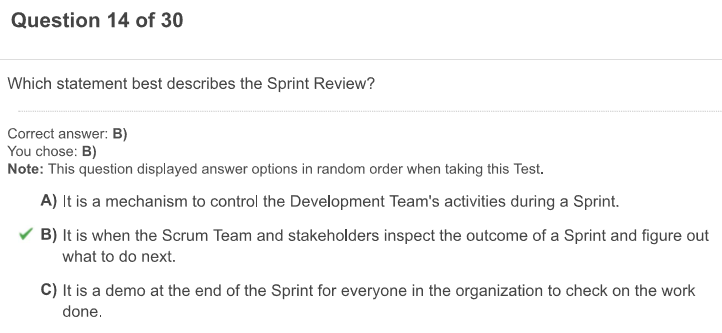 Question 14 of 30
Which statement best describes the Sprint Review?
Correct answer: B)
You chose: B)
Note: This question displayed answer options in random order when taking this Test.
A) It is a mechanism to control the Development Team's activities during a Sprint.
B) It is when the Scrum Team and stakeholders inspect the outcome of a Sprint and figure out
what to do next.
C) It is a demo at the end of the Sprint for everyone in the organization to check on the work
done.